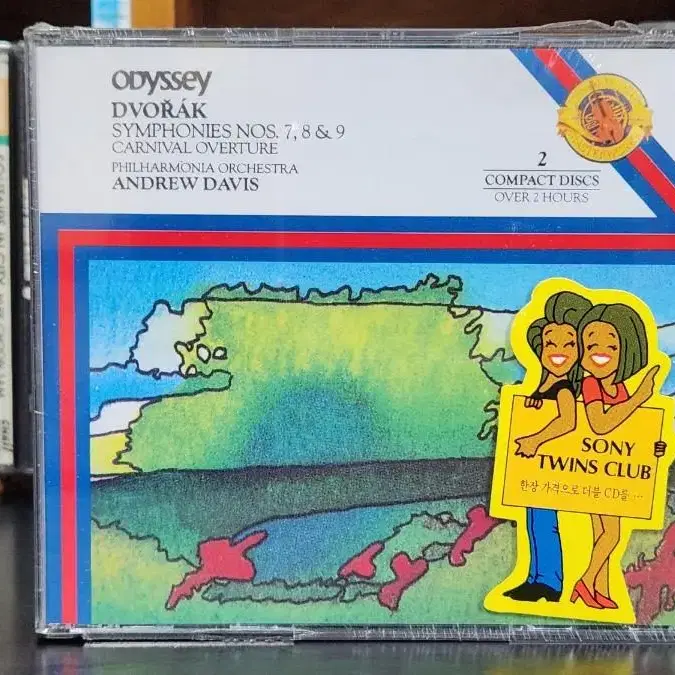 ODYSSEY
DVOŘÁK
SYMPHONIES NOS. 7, 8 & 9
CARNIVAL OVERTURE
PHILHARMONIA ORCHESTRA
ANDREW DAVIS
2
COMPACT DISCS
OVER 2 HOURS
SONY
TWINS CLUB
한장 가격으로 더블 CD를 …